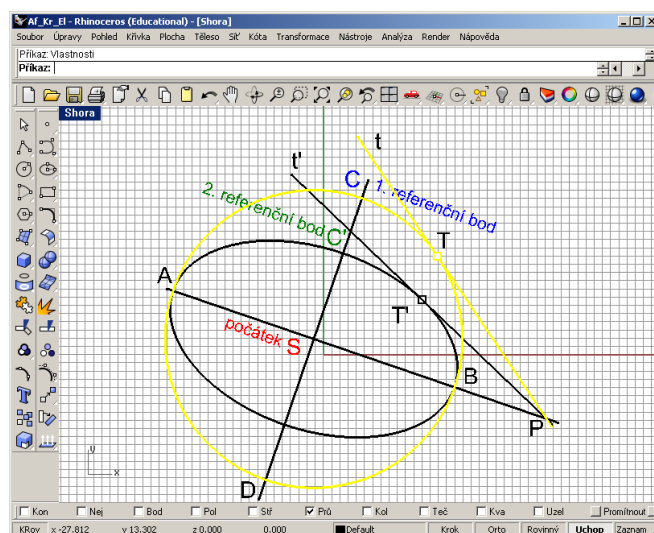 Af_Kr_El - Rhinoceros (Educational) - [Shora]
Soubor Úpravy Pohled Křivka Plocha Těleso Síť Kóta Transformace Nástroje Analýza Render Nápověda
Příkaz: Vlastnosti
Příkaz:
Shora
t
t'
C
1. referenční bod
2. referenční bod
C'
T
A
T'
počátek S
B
P
D
y
x
Kon Nej Bod Pol Stř Prů Kol Teč Kva Uzel Promítnout
KRov x -27.812 y 13.302 z 0.000 0.000 Default Krok Orto Rovinný Uchop Zaznam